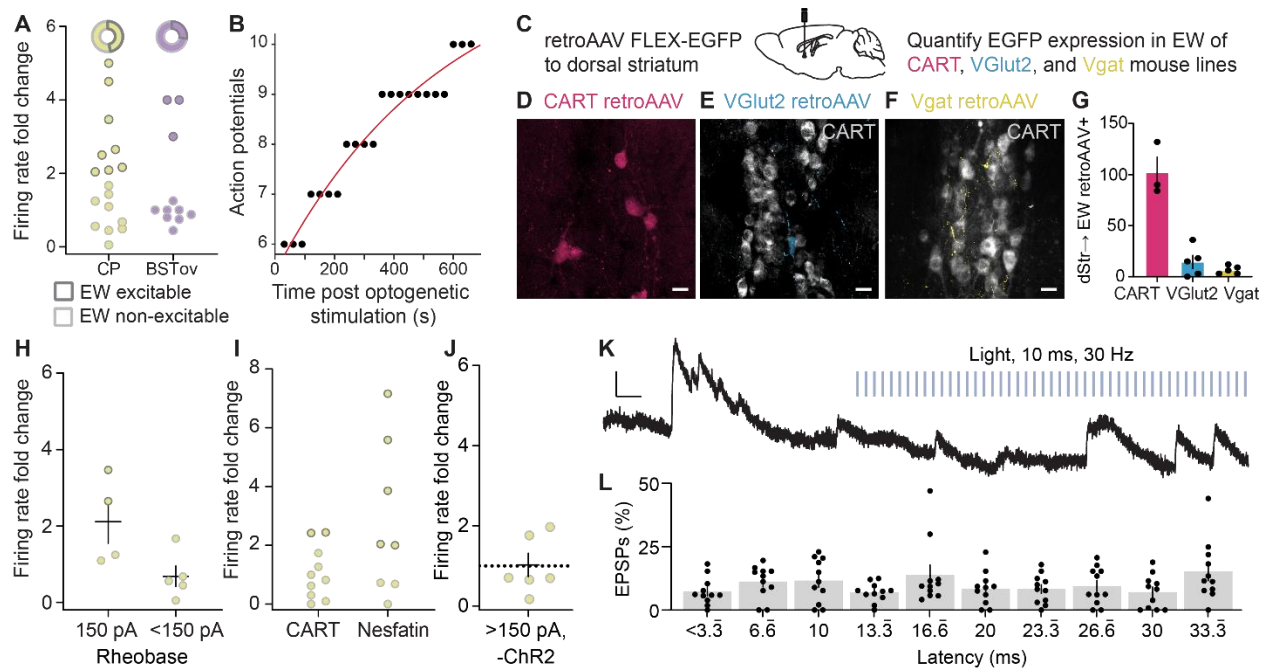 A
Firing rate fold change
6
4
2
0
CP BSTov
EW excitable
EW non-excitable
B
Action potentials
10
9
8
7
6
0 200 400 600
Time post optogenetic
stimulation (s)
C
retroAAV FLEX-EGFP
to dorsal striatum
Quantify EGFP expression in EW of
CART, VGlut2, and Vgat mouse lines
D CART retroAAV
E VGlut2 retroAAV
CART
F Vgat retroAAV
CART
G
dStr→ EW retroAAV+
150
100
50
0
CART VGlut2 Vgat
H
Firing rate fold change
6
4
2
0
150 pA <150 pA
Rheobase
I
Firing rate fold change
8
6
4
2
0
CART Nesfatin
J
Firing rate fold change
6
4
2
0
>150 pA,
-ChR2
K
Light, 10 ms, 30 Hz
L
EPSPs (%)
50
25
0
<3.3 6.6 10 13.3 16.6 20 23.3 26.6 30 33.3
Latency (ms)